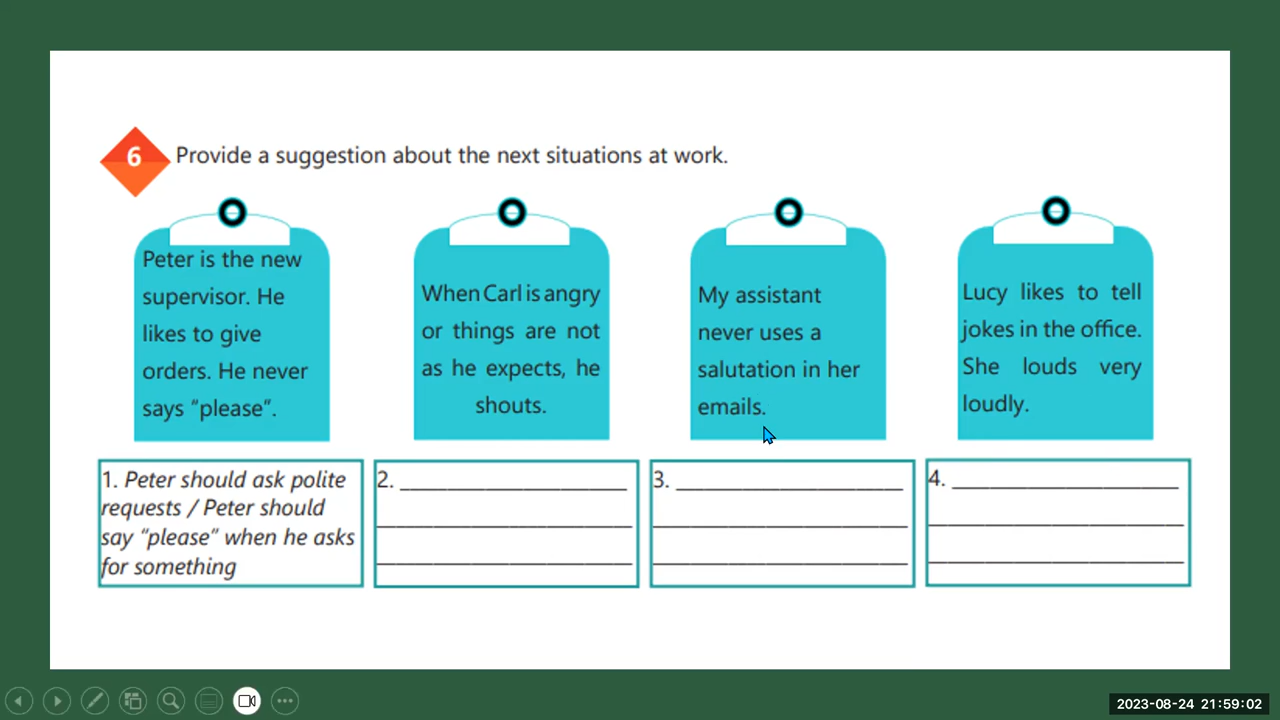 6
Provide a suggestion about the next situations at work.
Peter is the new
supervisor. He
likes to give
orders. He never
says “please”.
When Carl is angry
or things are not
as he expects, he
shouts.
My assistant
never uses a
salutation in her
emails.
Lucy likes to tell
jokes in the office.
She louds very
loudly.
1. Peter should ask polite
requests / Peter should
say “please” when he asks
for something
2.
3.
4.
2023-08-24 21:59:02